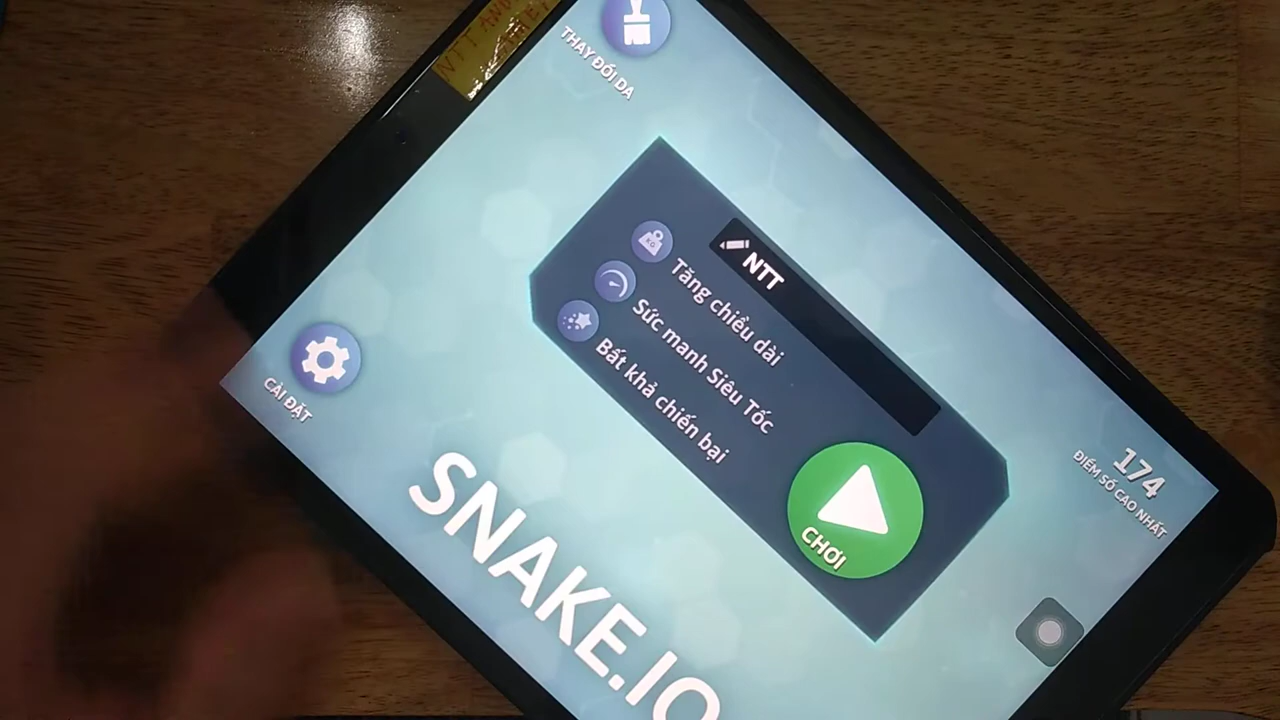 THAY ĐỔI DA
NTT
Tăng chiều dài
Sức mạnh Siêu Tốc
Bất khả chiến bại
CHƠI
CÀI ĐẶT
174
ĐIỂM SỐ CAO NHẤT
SNAKE.IO
NTT